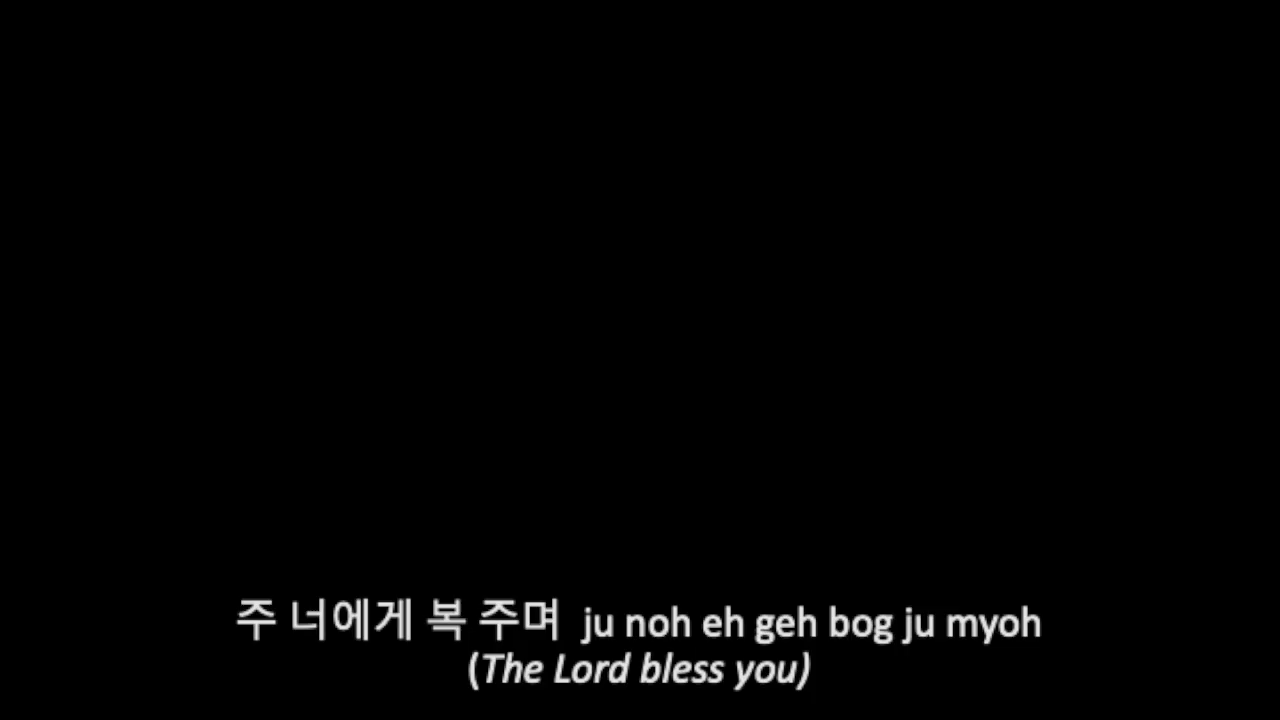 주 너에게 복 주며 ju noh eh geh bog ju myoh
(The Lord bless you)